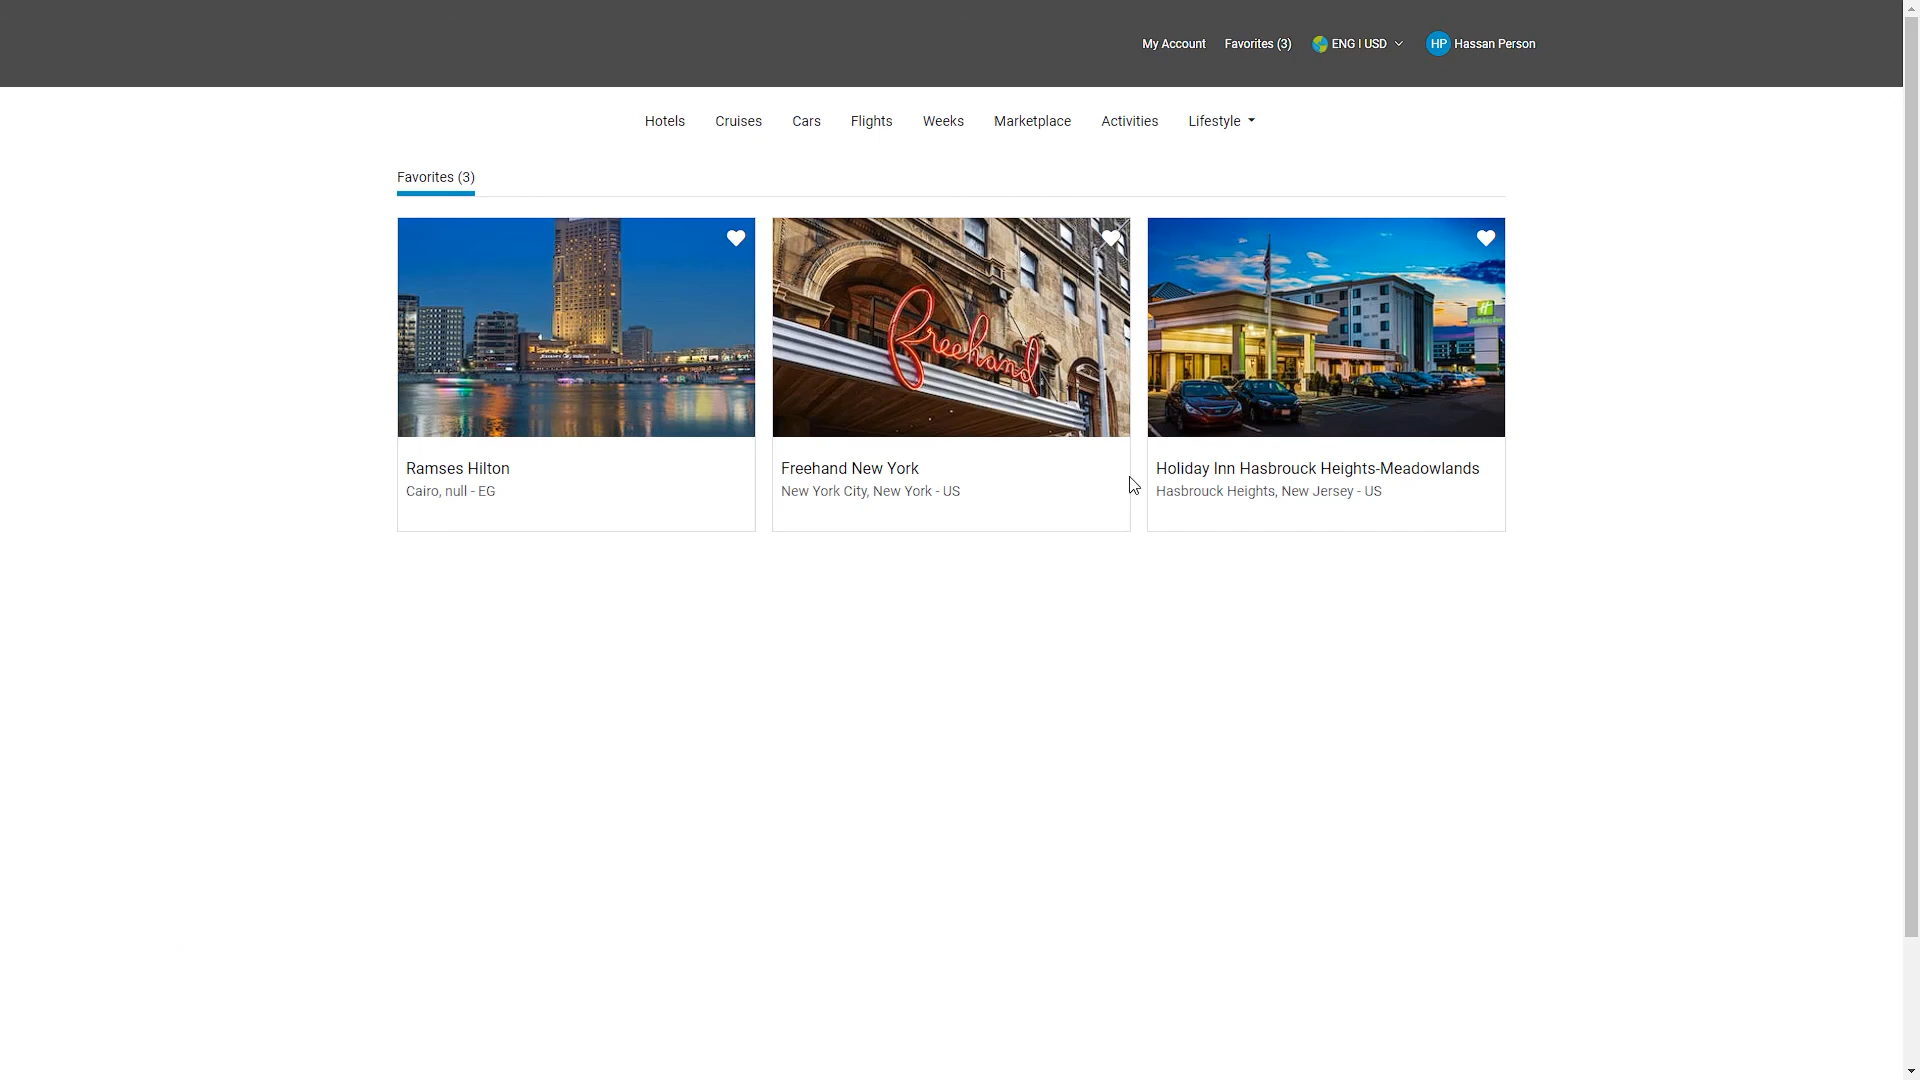 My Account Favorites (3) ENG I USD HP Hassan Person
Hotels Cruises Cars Flights Weeks Marketplace Activities Lifestyle
Favorites (3)
freehand
Ramses Hilton
Cairo, null - EG
Freehand New York
New York City, New York - US
Holiday Inn Hasbrouck Heights-Meadowlands
Hasbrouck Heights, New Jersey - US